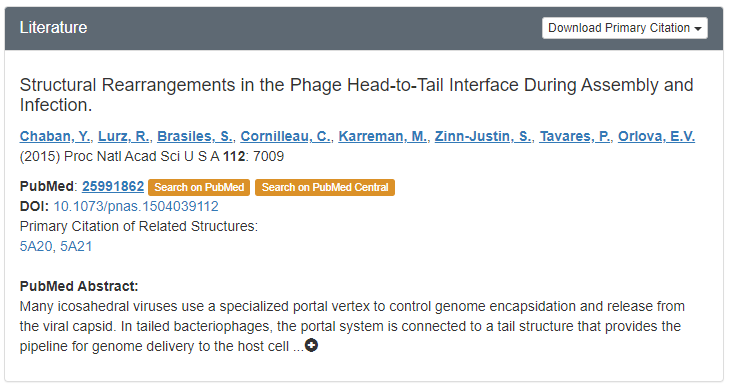 Literature
Download Primary Citation
Structural Rearrangements in the Phage Head-to-Tail Interface During Assembly and
Infection.
Chaban, Y., Lurz, R., Brasiles, S., Cornilleau, C., Karreman, M., Zinn-Justin, S., Tavares, P., Orlova, E.V.
(2015) Proc Natl Acad Sci U S A 112: 7009
PubMed: 25991862 Search on PubMed Search on PubMed Central
DOI: 10.1073/pnas.1504039112
Primary Citation of Related Structures:
5A20, 5A21
PubMed Abstract:
Many icosahedral viruses use a specialized portal vertex to control genome encapsidation and release from
the viral capsid. In tailed bacteriophages, the portal system is connected to a tail structure that provides the
pipeline for genome delivery to the host cell ...